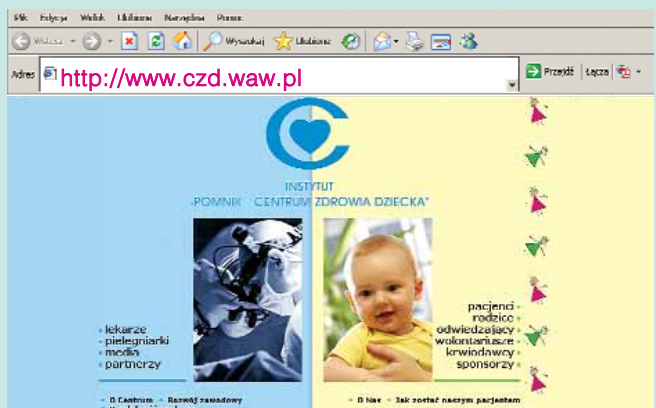 Plik Edycja Widok Ulubione Narzędzia Pomoc
Wstecz Wyszukaj Ulubione
Adres http://www.czd.waw.pl Przejdź Łącza
INSTYTUT
„POMNIK CENTRUM ZDROWIA DZIECKA"
lekarze
pielęgniarki
media
partnerzy
pacjenci
rodzice
odwiedzający
wolontariusze
krwiodawcy
sponsorzy
O Centrum - Rozwój zawodowy
O Nas - Jak zostać naszym pacjentem